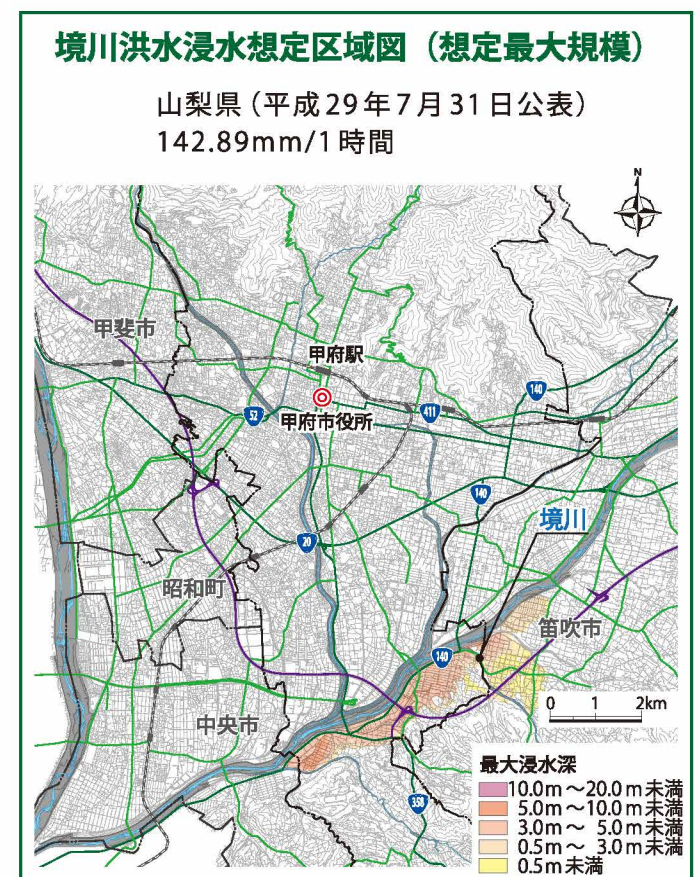 境川洪水浸水想定区域図（想定最大規模）
山梨県（平成29年7月31日公表）
142.89mm/1時間
N
甲斐市
甲府駅
140
52
甲府市役所
411
140
境川
20
昭和町
笛吹市
140
0 1 2km
中央市
最大浸水深
10.0m～20.0m未満
5.0m～10.0m未満
3.0m～ 5.0m未満
0.5m～ 3.0m未満
0.5m未満
358